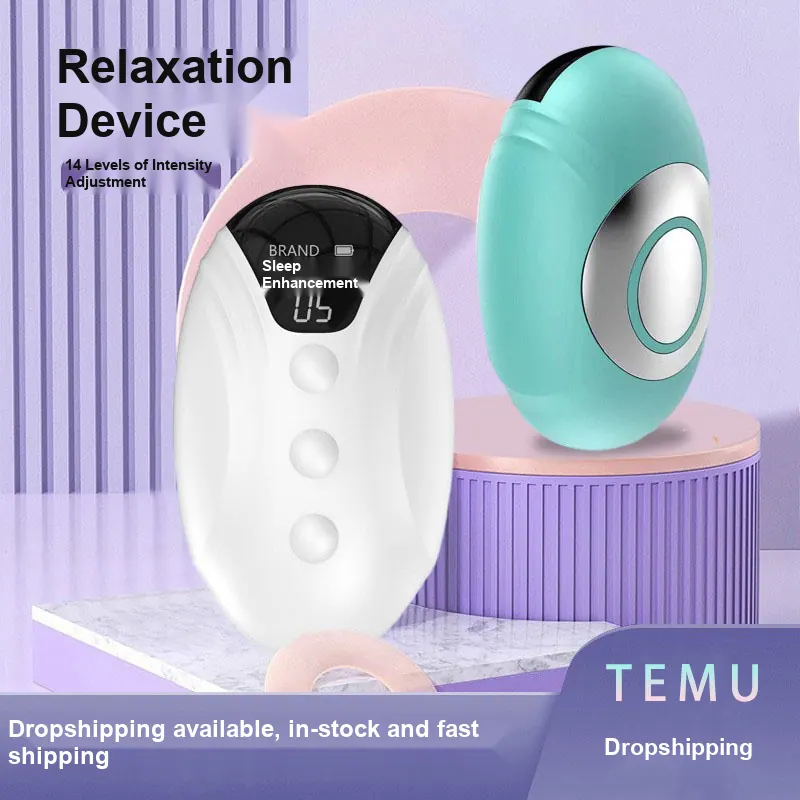 Relaxation
Device
14 Levels of Intensity
Adjustment
BRAND
Sleep
Enhancement
05
TEMU
Dropshipping available, in-stock and fast
shipping
Dropshipping